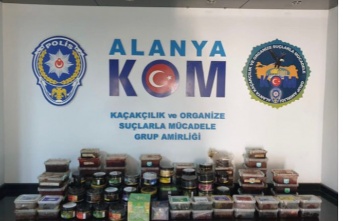 POLİS
ALANYA
KOM
KAÇAKÇILIK ve ORGANİZE
SUÇLARLA MÜCADELE
GRUP AMİRLİĞİ